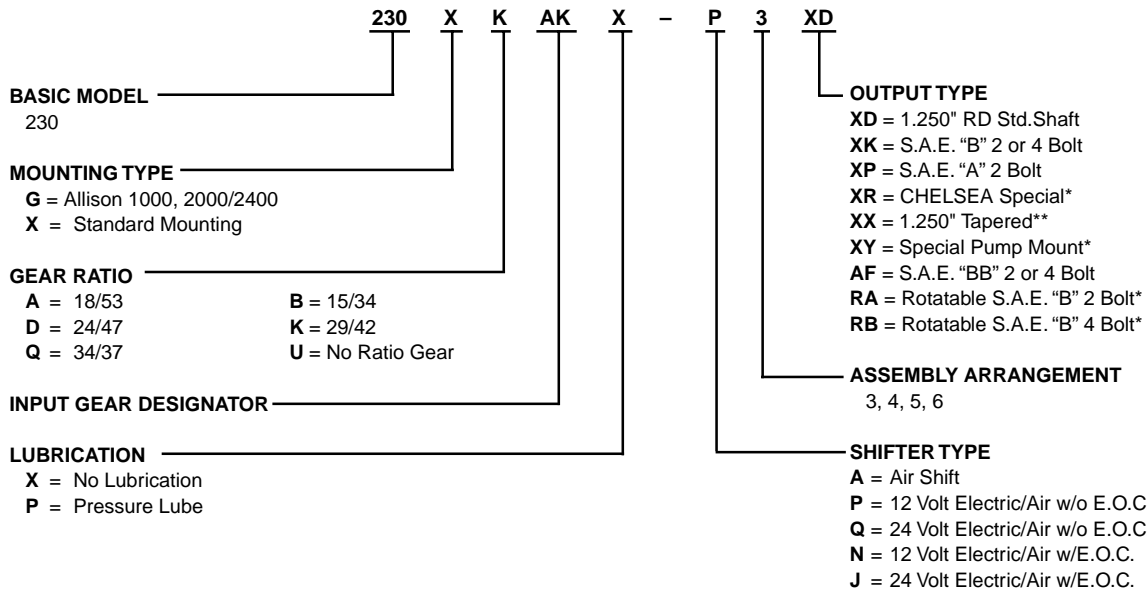 230 X K AK X – P 3 XD
BASIC MODEL
230
MOUNTING TYPE
G = Allison 1000, 2000/2400
X = Standard Mounting
GEAR RATIO
A = 18/53 B = 15/34
D = 24/47 K = 29/42
Q = 34/37 U = No Ratio Gear
INPUT GEAR DESIGNATOR
LUBRICATION
X = No Lubrication
P = Pressure Lube
OUTPUT TYPE
XD = 1.250" RD Std.Shaft
XK = S.A.E. “B” 2 or 4 Bolt
XP = S.A.E. “A” 2 Bolt
XR = CHELSEA Special*
XX = 1.250" Tapered**
XY = Special Pump Mount*
AF = S.A.E. “BB” 2 or 4 Bolt
RA = Rotatable S.A.E. “B” 2 Bolt*
RB = Rotatable S.A.E. “B” 4 Bolt*
ASSEMBLY ARRANGEMENT
3, 4, 5, 6
SHIFTER TYPE
A = Air Shift
P = 12 Volt Electric/Air w/o E.O.C
Q = 24 Volt Electric/Air w/o E.O.C
N = 12 Volt Electric/Air w/E.O.C.
J = 24 Volt Electric/Air w/E.O.C.